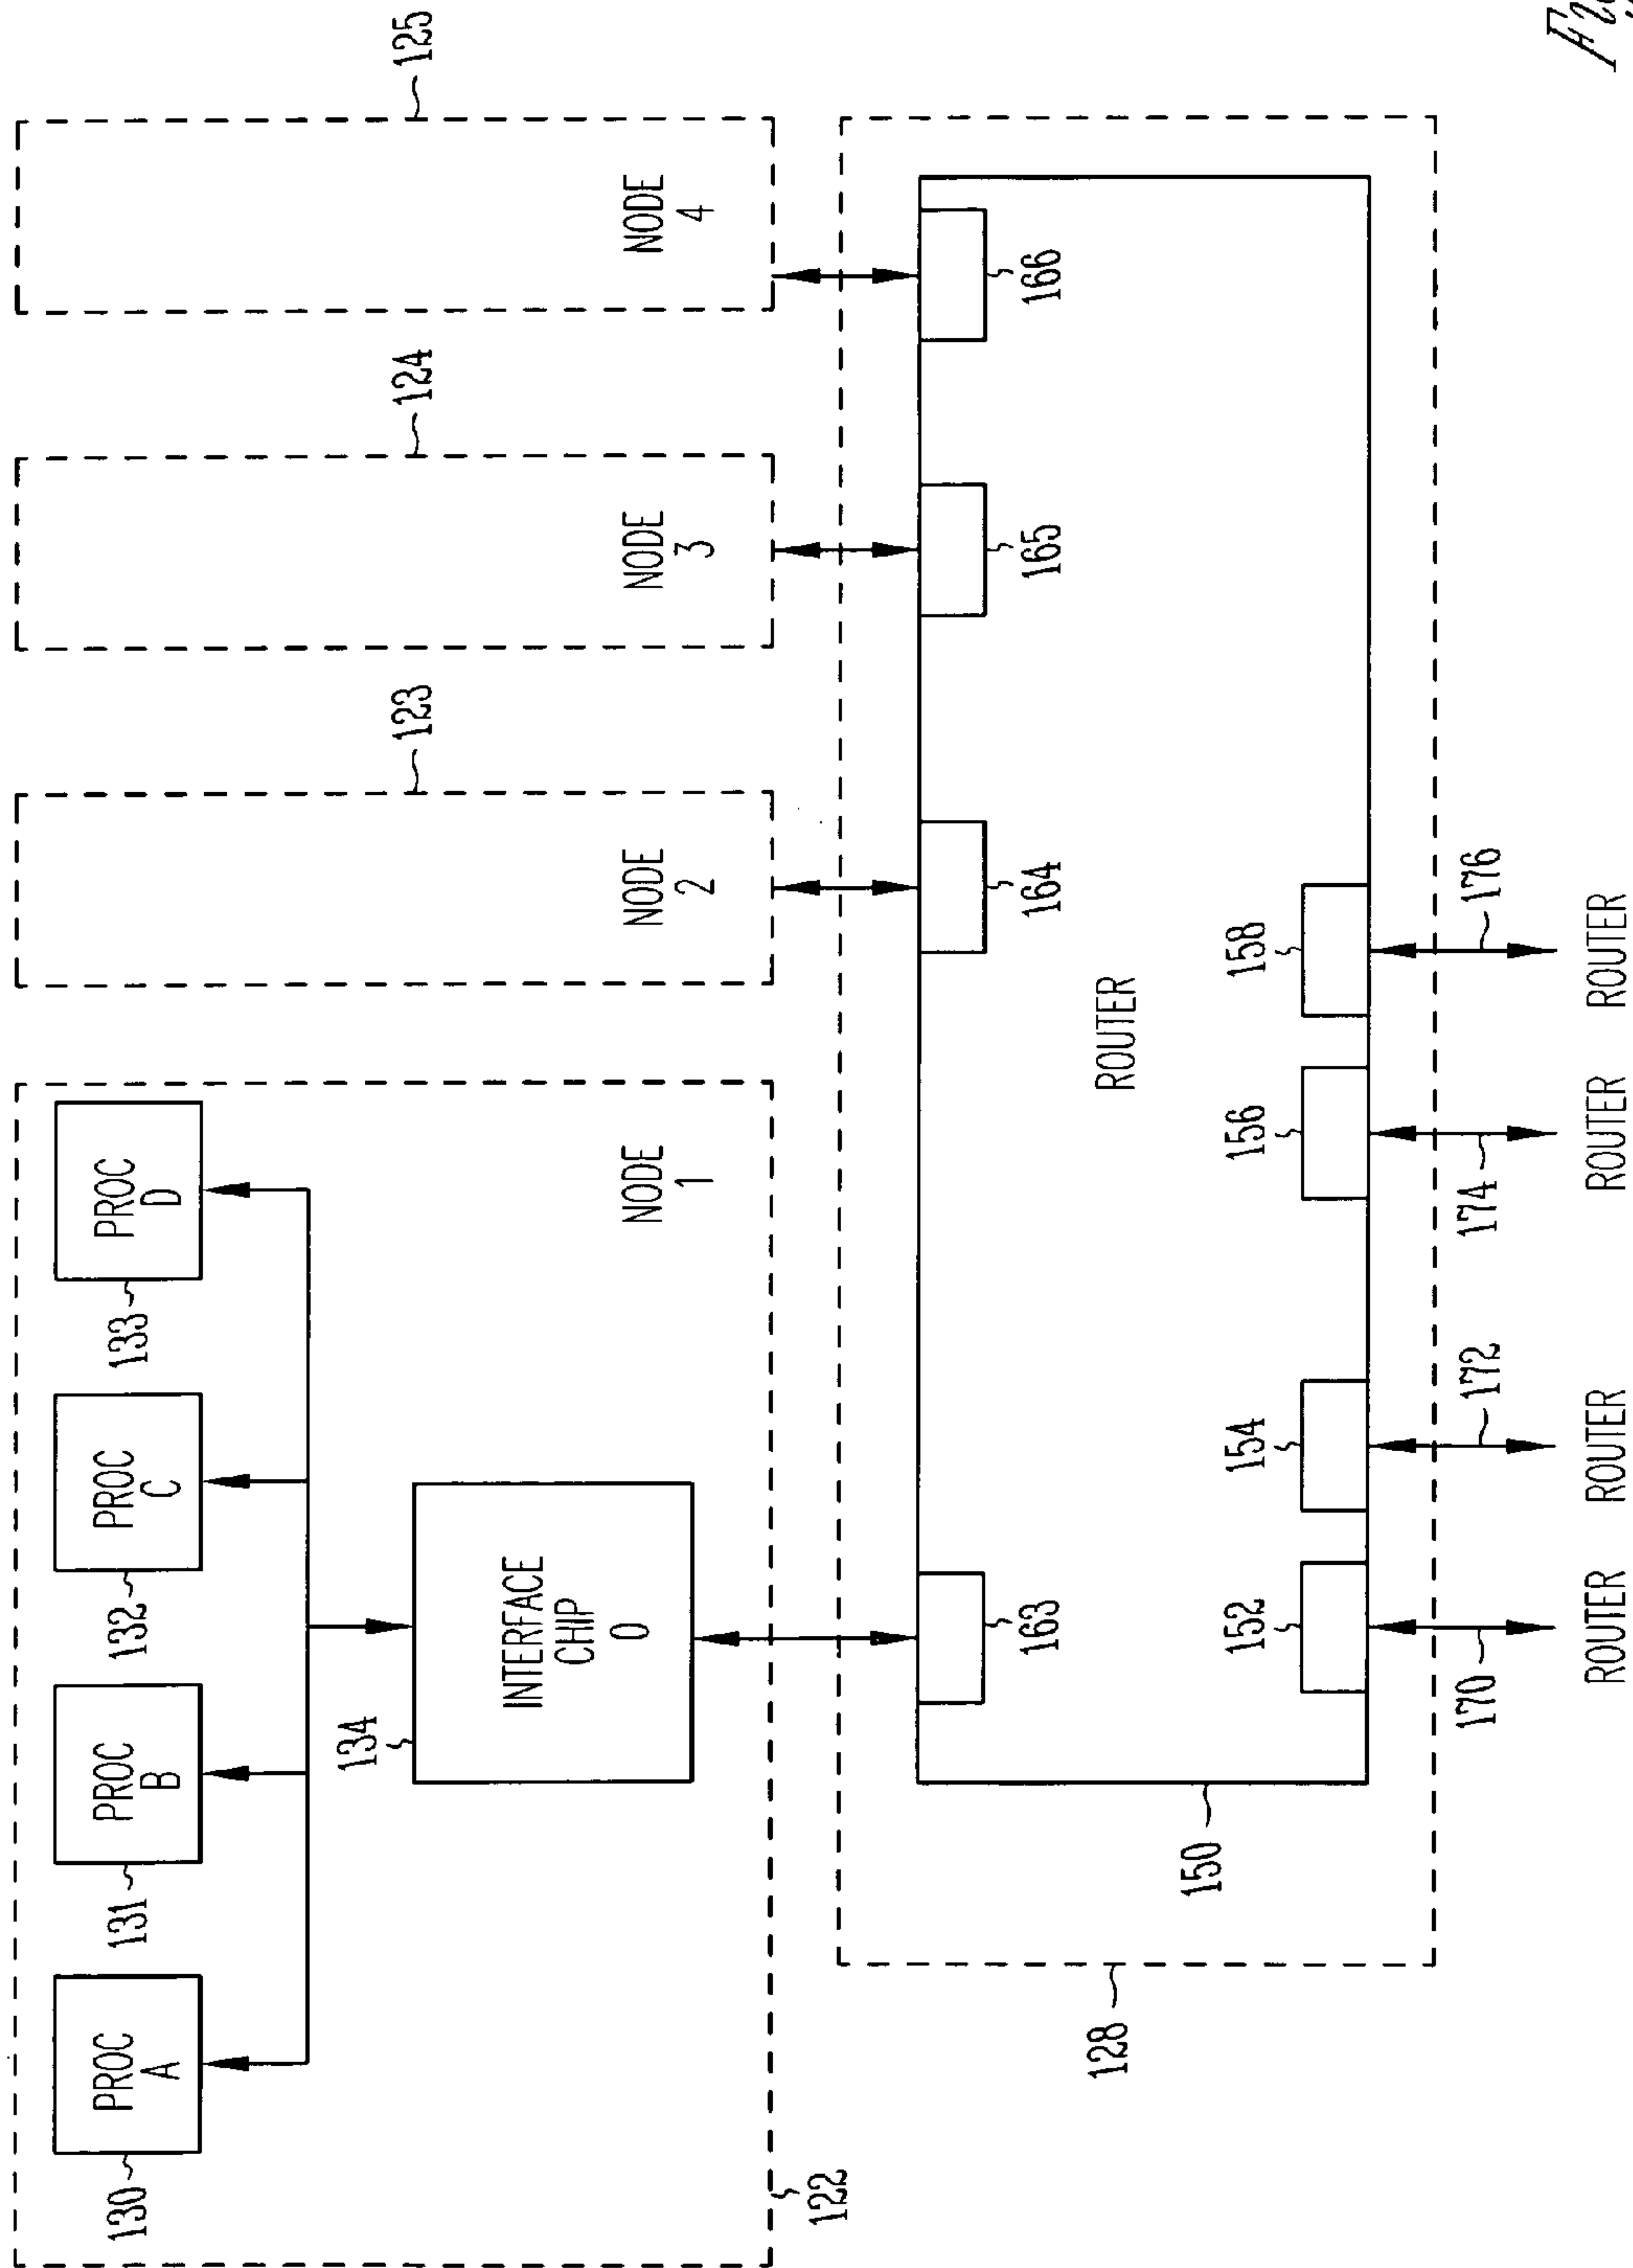 PROC
A
PROC
B
PROC
C
PROC
D
130
131
132
133
134
INTERFACE
CHIP
0
NODE
1
122
NODE
2
123
NODE
3
124
NODE
4
125
163
164
165
166
ROUTER
150
128
152
154
156
158
170
172
174
176
ROUTER
ROUTER
ROUTER
ROUTER